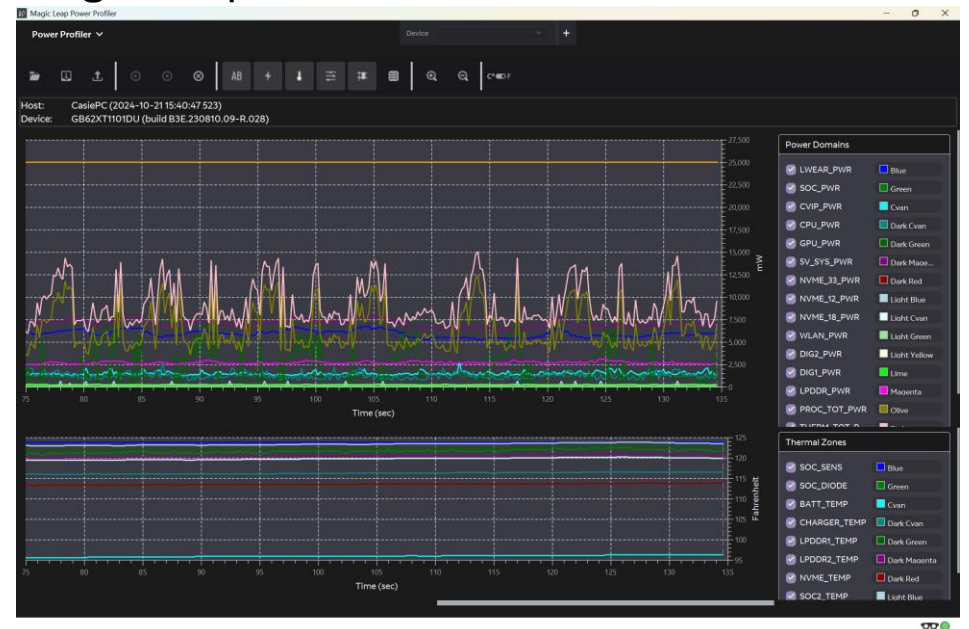 Magic Leap Power Profiler
Power Profiler
Device
+
AB
C° F
Host: CasiePC (2024-10-21 15:40:47 523)
Device: GB62XT1101DU (build B3E.230810.09-R.028)
27,500
25,000
22,500
20,000
17,500
15,000
12,500
10,000
7,500
5,000
2,500
0
mW
75 80 85 90 95 100 105 110 115 120 125 130 135
Time (sec)
Power Domains
LWEAR_PWR Blue
SOC_PWR Green
CVIP_PWR Cyan
CPU_PWR Dark Cyan
GPU_PWR Dark Green
5V_SYS_PWR Dark Mage...
NVME_33_PWR Dark Red
NVME_12_PWR Light Blue
NVME_18_PWR Light Cyan
WLAN_PWR Light Green
DIG2_PWR Light Yellow
DIG1_PWR Lime
LPDDR_PWR Magenta
PROC_TOT_PWR Olive
125
120
115
110
105
100
95
Fahrenheit
75 80 85 90 95 100 105 110 115 120 125 130 135
Time (sec)
Thermal Zones
SOC_SENS Blue
SOC_DIODE Green
BATT_TEMP Cyan
CHARGER_TEMP Dark Cyan
LPDDR1_TEMP Dark Green
LPDDR2_TEMP Dark Magenta
NVME_TEMP Dark Red
SOC2_TEMP Light Blue